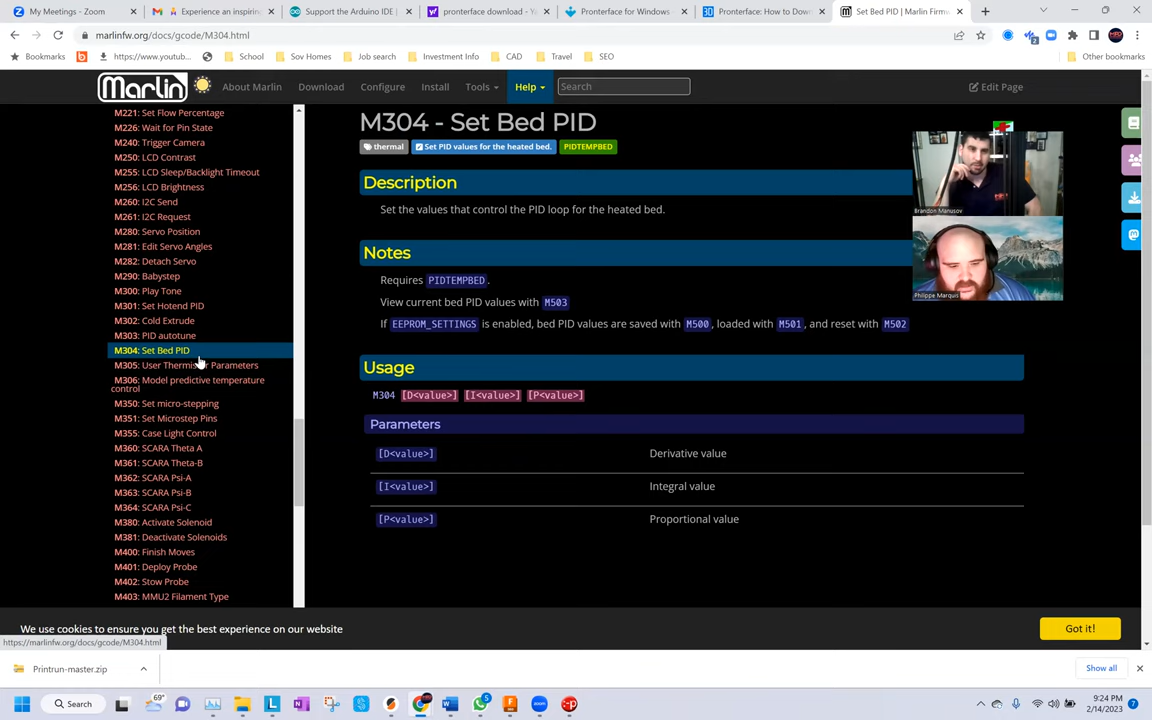 My Meetings - Zoom
Experience an inspirin
Support the Arduino IDE |
pronterface download - Ya
Pronterface for Windows
Pronterface: How to Down
Set Bed PID | Marlin Firmw
marlinfw.org/docs/gcode/M304.html
Bookmarks
https://www.youtub...
School
Sov Homes
Job search
Investment Info
CAD
Travel
SEO
Other bookmarks
Marlin
About Marlin
Download
Configure
Install
Tools
Help
Search
Edit Page
M221: Set Flow Percentage
M226: Wait for Pin State
M240: Trigger Camera
M250: LCD Contrast
M255: LCD Sleep/Backlight Timeout
M256: LCD Brightness
M260: I2C Send
M261: I2C Request
M280: Servo Position
M281: Edit Servo Angles
M282: Detach Servo
M290: Babystep
M300: Play Tone
M301: Set Hotend PID
M302: Cold Extrude
M303: PID autotune
M304: Set Bed PID
M305: User Thermistor Parameters
M306: Model predictive temperature
control
M350: Set micro-stepping
M351: Set Microstep Pins
M355: Case Light Control
M360: SCARA Theta A
M361: SCARA Theta-B
M362: SCARA Psi-A
M363: SCARA Psi-B
M364: SCARA Psi-C
M380: Activate Solenoid
M381: Deactivate Solenoids
M400: Finish Moves
M401: Deploy Probe
M402: Stow Probe
M403: MMU2 Filament Type
M304 - Set Bed PID
thermal
Set PID values for the heated bed.
PIDTEMPBED
Description
Set the values that control the PID loop for the heated bed.
Notes
Requires PIDTEMPBED.
View current bed PID values with M503
If EEPROM_SETTINGS is enabled, bed PID values are saved with M500, loaded with M501, and reset with M502
Usage
M304 [D<value>] [I<value>] [P<value>]
Parameters
[D<value>] Derivative value
[I<value>] Integral value
[P<value>] Proportional value
Brandon Manusov
Philippe Marquis
We use cookies to ensure you get the best experience on our website
Got it!
https://marlinfw.org/docs/gcode/M304.html
Printrun-master.zip
Show all
69°
Search
5
9:24 PM
2/14/2023